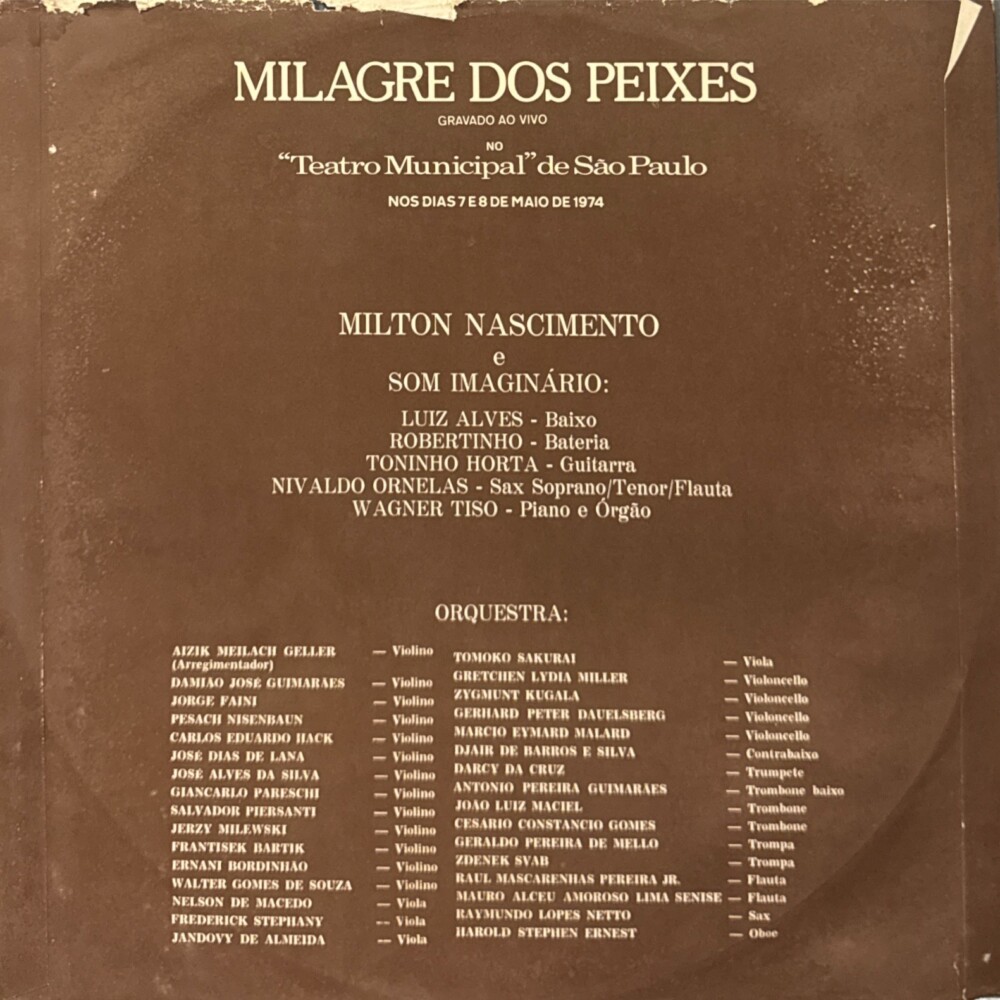 MILAGRE DOS PEIXES
GRAVADO AO VIVO
NO
“Teatro Municipal” de São Paulo
NOS DIAS 7 E 8 DE MAIO DE 1974
MILTON NASCIMENTO
e
SOM IMAGINÁRIO:
LUIZ ALVES - Baixo
ROBERTINHO - Bateria
TONINHO HORTA - Guitarra
NIVALDO ORNELAS - Sax Soprano/Tenor/Flauta
WAGNER TISO - Piano e Órgão
ORQUESTRA:
AIZIK MEILACH GELLER — Violino
(Arregimentador)
DAMIAO JOSÉ GUIMARAES — Violino
JORGE FAINI — Violino
PESACH NISENBAUN — Violino
CARLOS EDUARDO HACK — Violino
JOSÉ DIAS DE LANA — Violino
JOSÉ ALVES DA SILVA — Violino
GIANCARLO PARESCHI — Violino
SALVADOR PIERSANTI — Violino
JERZY MILEWSKI — Violino
FRANTISEK BARTIK — Violino
ERNANI BORDINHAO — Violino
WALTER GOMES DE SOUZA — Violino
NELSON DE MACEDO — Viola
FREDERICK STEPHANY — Viola
JANDOVY DE ALMEIDA — Viola
TOMOKO SAKURAI — Viola
GRETCHEN LYDIA MILLER — Violoncello
ZYGMUNT KUGALA — Violoncello
GERHARD PETER DAUELSBERG — Violoncello
MARCIO EYMARD MALARD — Violoncello
DJAIR DE BARROS E SILVA — Contrabaixo
DARCY DA CRUZ — Trumpete
ANTONIO PEREIRA GUIMARÃES — Trombone baixo
JOAO LUIZ MACIEL — Trombone
CESÁRIO CONSTANCIO GOMES — Trombone
GERALDO PEREIRA DE MELLO — Trompa
ZDENEK SVAB — Trompa
RAUL MASCARENHAS PEREIRA JR. — Flauta
MAURO ALCEU AMOROSO LIMA SENISE — Flauta
RAYMUNDO LOPES NETTO — Sax
HAROLD STEPHEN ERNEST — Oboe